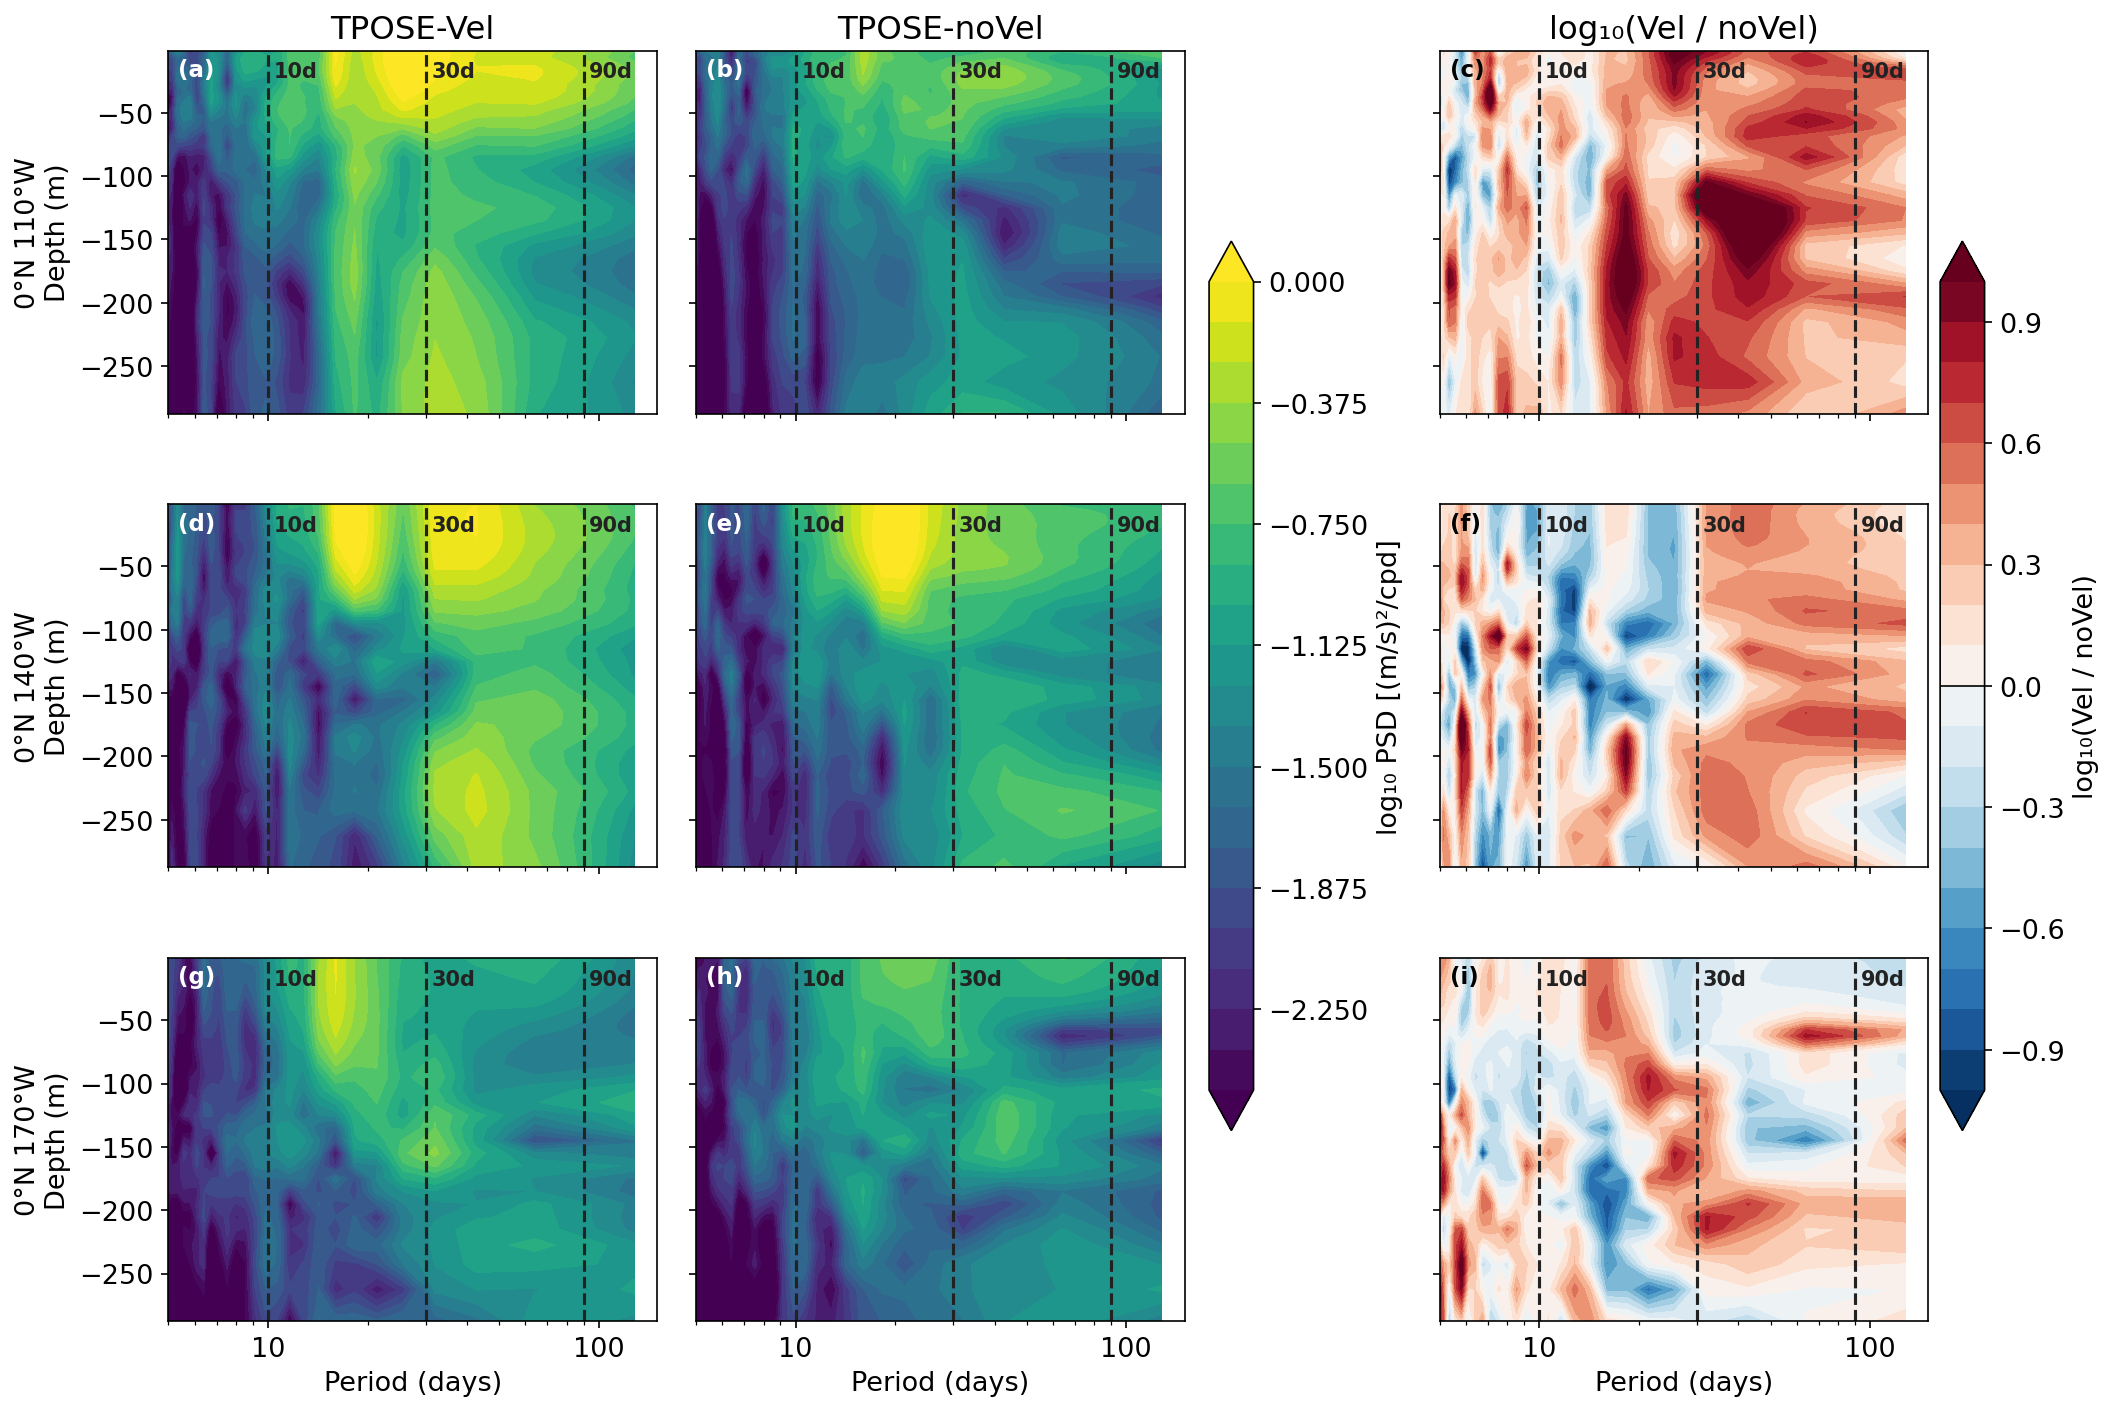 TPOSE-Vel
TPOSE-noVel
log₁₀(Vel / noVel)
0°N 110°W
Depth (m)
−50
−100
−150
−200
−250
(a)
10d
30d
90d
(b)
10d
30d
90d
(c)
10d
30d
90d
0°N 140°W
Depth (m)
−50
−100
−150
−200
−250
(d)
10d
30d
90d
(e)
10d
30d
90d
(f)
10d
30d
90d
0°N 170°W
Depth (m)
−50
−100
−150
−200
−250
(g)
10d
30d
90d
(h)
10d
30d
90d
(i)
10d
30d
90d
10
100
10
100
10
100
Period (days)
Period (days)
Period (days)
0.000
−0.375
−0.750
−1.125
−1.500
−1.875
−2.250
log₁₀ PSD [(m/s)²/cpd]
0.9
0.6
0.3
0.0
−0.3
−0.6
−0.9
log₁₀(Vel / noVel)